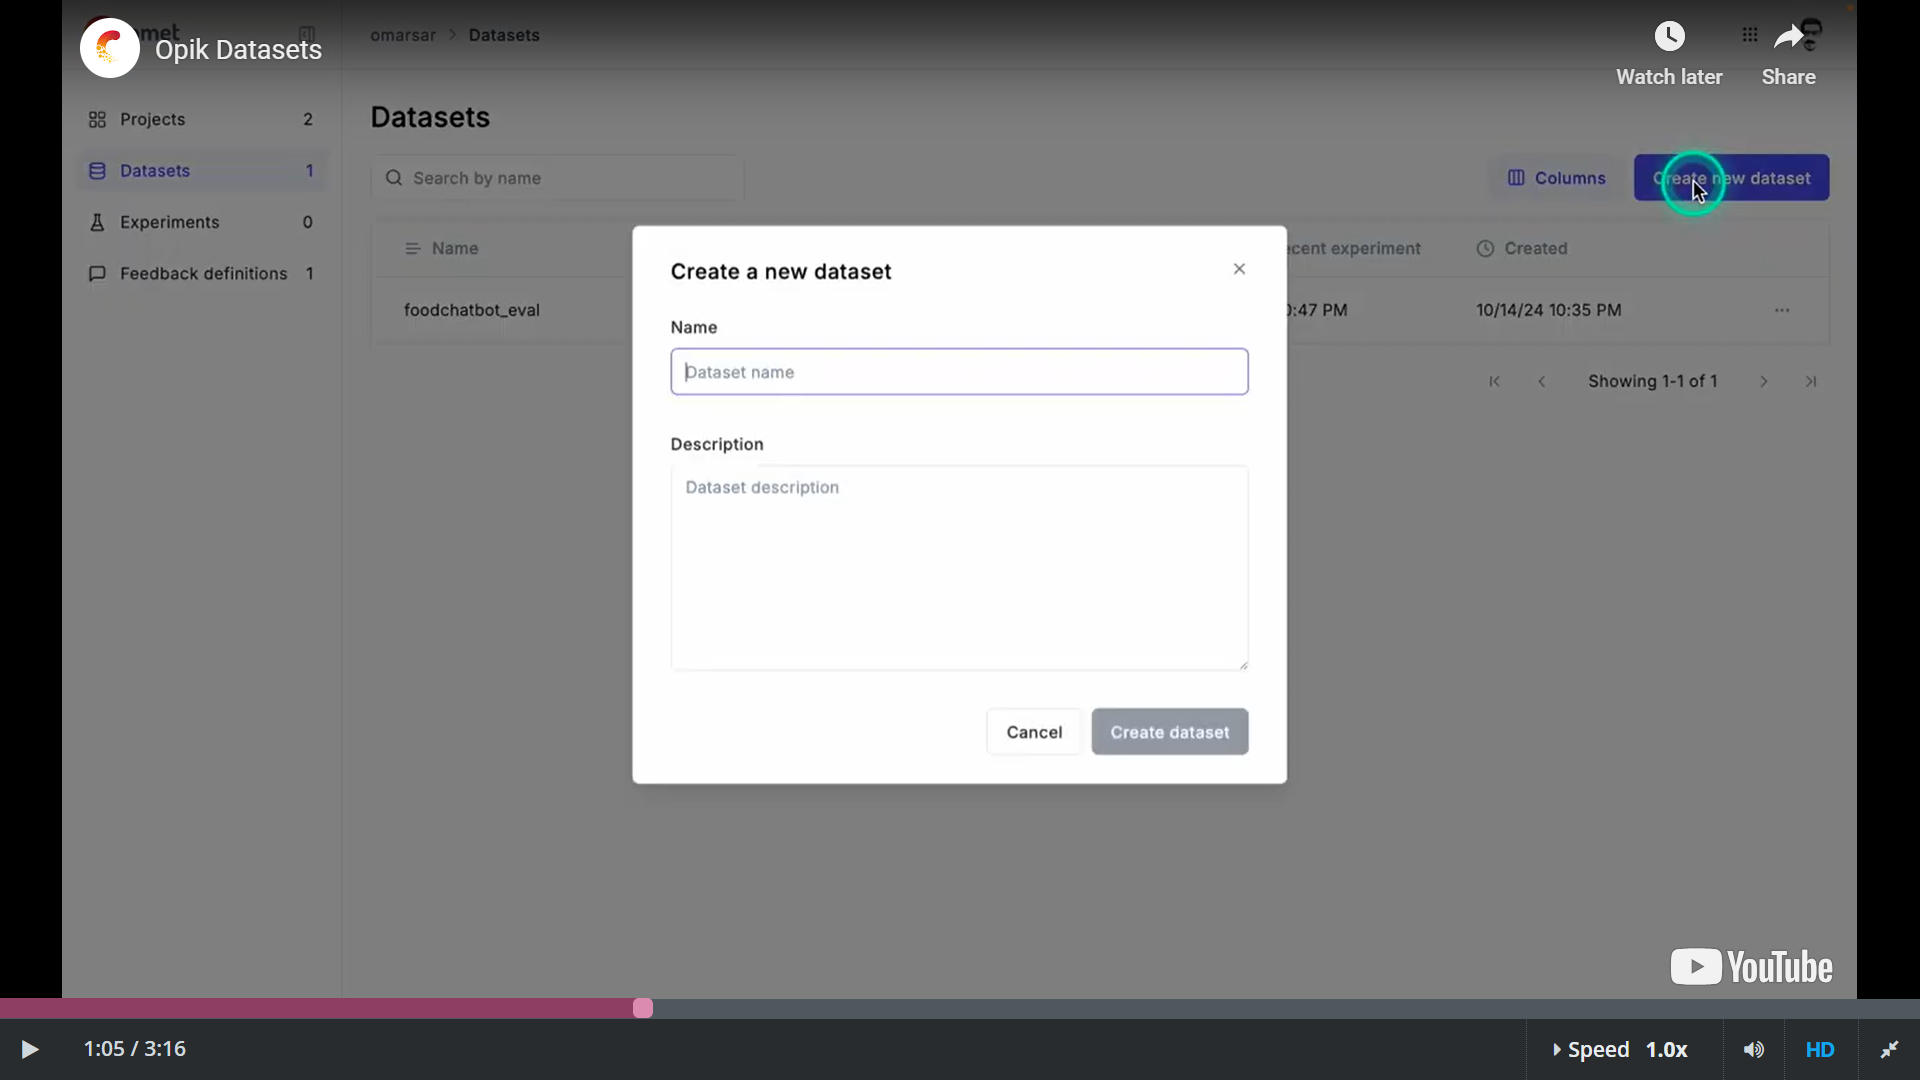 Opik Datasets
omarsar > Datasets
Watch later
Share
Projects 2
Datasets 1
Experiments 0
Feedback definitions 1
Datasets
Search by name
Columns
Create new dataset
Name
ecent experiment
Created
foodchatbot_eval
:47 PM
10/14/24 10:35 PM
Showing 1-1 of 1
Create a new dataset
Name
Dataset name
Description
Dataset description
Cancel
Create dataset
YouTube
1:05 / 3:16
Speed 1.0x
HD